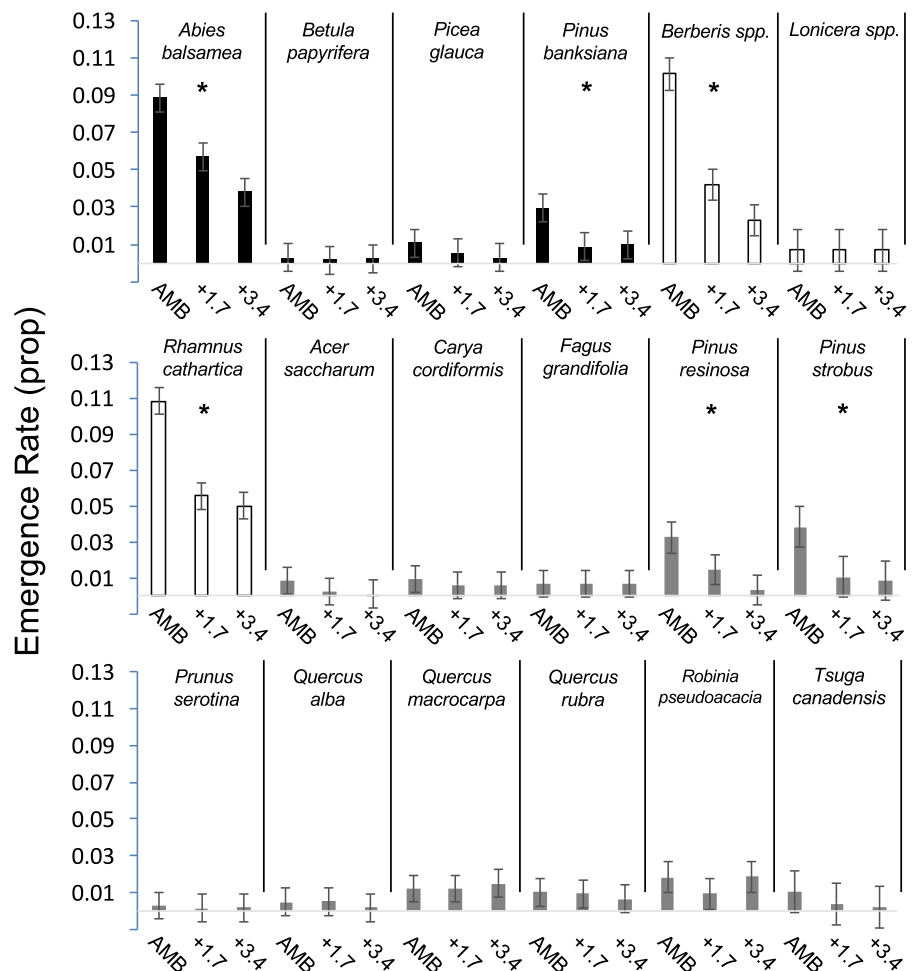 Emergence Rate (prop)
0.13
0.11
0.09
0.07
0.05
0.03
0.01
Abies
balsamea
*
Betula
papyrifera
Picea
glauca
Pinus
banksiana
*
Berberis spp.
*
Lonicera spp.
AMB +1.7 +3.4 AMB +1.7 +3.4 AMB +1.7 +3.4 AMB +1.7 +3.4 AMB +1.7 +3.4 AMB +1.7 +3.4
0.13
0.11
0.09
0.07
0.05
0.03
0.01
Rhamnus
cathartica
*
Acer
saccharum
Carya
cordiformis
Fagus
grandifolia
Pinus
resinosa
*
Pinus
strobus
*
AMB +1.7 +3.4 AMB +1.7 +3.4 AMB +1.7 +3.4 AMB +1.7 +3.4 AMB +1.7 +3.4 AMB +1.7 +3.4
0.13
0.11
0.09
0.07
0.05
0.03
0.01
Prunus
serotina
Quercus
alba
Quercus
macrocarpa
Quercus
rubra
Robinia
pseudoacacia
Tsuga
canadensis
AMB +1.7 +3.4 AMB +1.7 +3.4 AMB +1.7 +3.4 AMB +1.7 +3.4 AMB +1.7 +3.4 AMB +1.7 +3.4